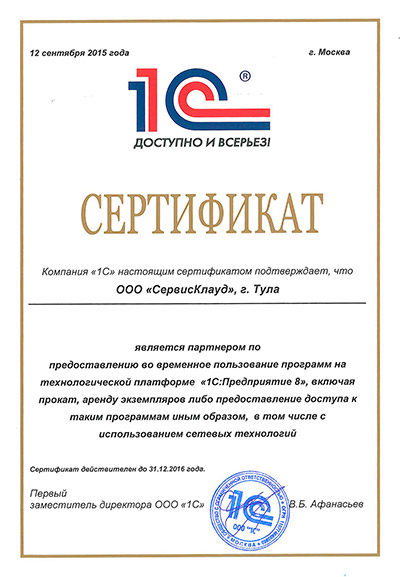 12 сентября 2015 года г. Москва
1С®
ДОСТУПНО И ВСЕРЬЕЗ!
СЕРТИФИКАТ
Компания «1С» настоящим сертификатом подтверждает, что
ООО «СервисКлауд», г. Тула
является партнером по
предоставлению во временное пользование программ на
технологической платформе «1С:Предприятие 8», включая
прокат, аренду экземпляров либо предоставление доступа к
таким программам иным образом, в том числе с
использованием сетевых технологий
Сертификат действителен до 31.12.2016 года.
Первый
заместитель директора ООО «1С» В.Б. Афанасьев
ОБЩЕСТВО С ОГРАНИЧЕННОЙ ОТВЕТСТВЕННОСТЬЮ
1С
ООО "1С"
МОСКВА